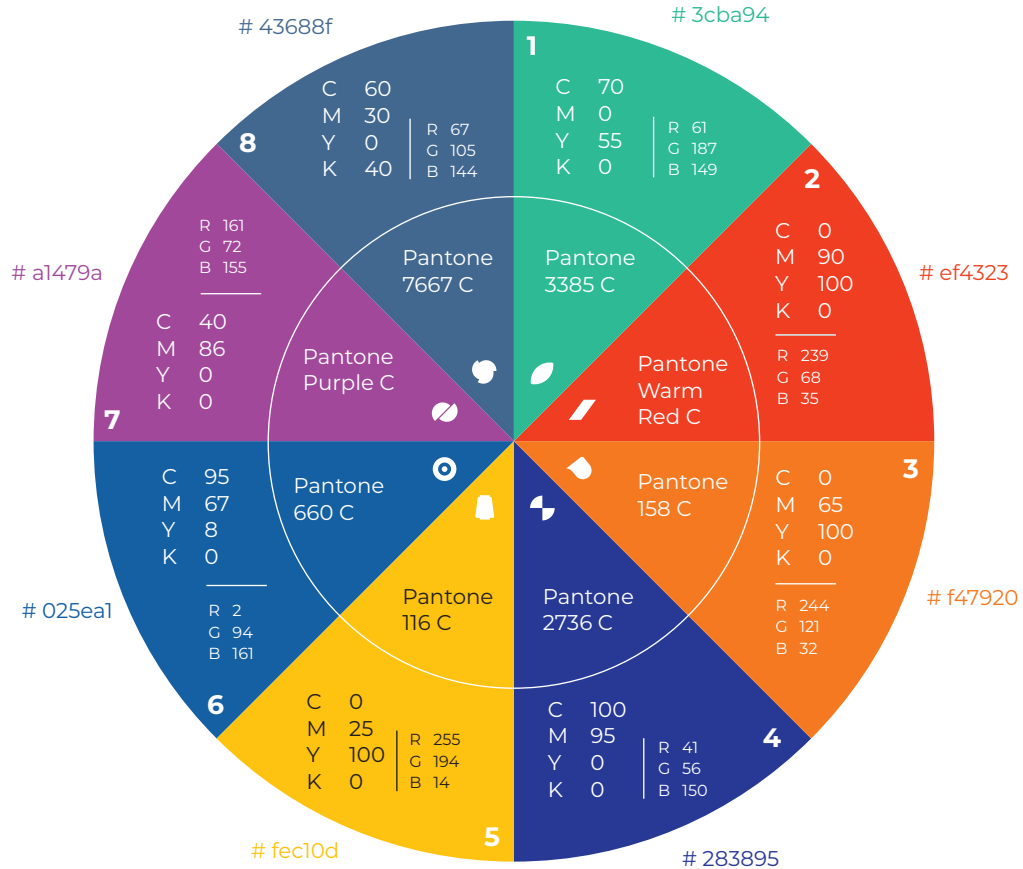 # 3cba94
1
C 70
M 0
Y 55
K 0
R 61
G 187
B 149
Pantone
3385 C
# ef4323
2
C 0
M 90
Y 100
K 0
R 239
G 68
B 35
Pantone
Warm
Red C
# f47920
3
C 0
M 65
Y 100
K 0
R 244
G 121
B 32
Pantone
158 C
# 283895
4
C 100
M 95
Y 0
K 0
R 41
G 56
B 150
Pantone
2736 C
# fec10d
5
C 0
M 25
Y 100
K 0
R 255
G 194
B 14
Pantone
116 C
# 025ea1
6
C 95
M 67
Y 8
K 0
R 2
G 94
B 161
Pantone
660 C
# a1479a
7
R 161
G 72
B 155
C 40
M 86
Y 0
K 0
Pantone
Purple C
# 43688f
8
C 60
M 30
Y 0
K 40
R 67
G 105
B 144
Pantone
7667 C